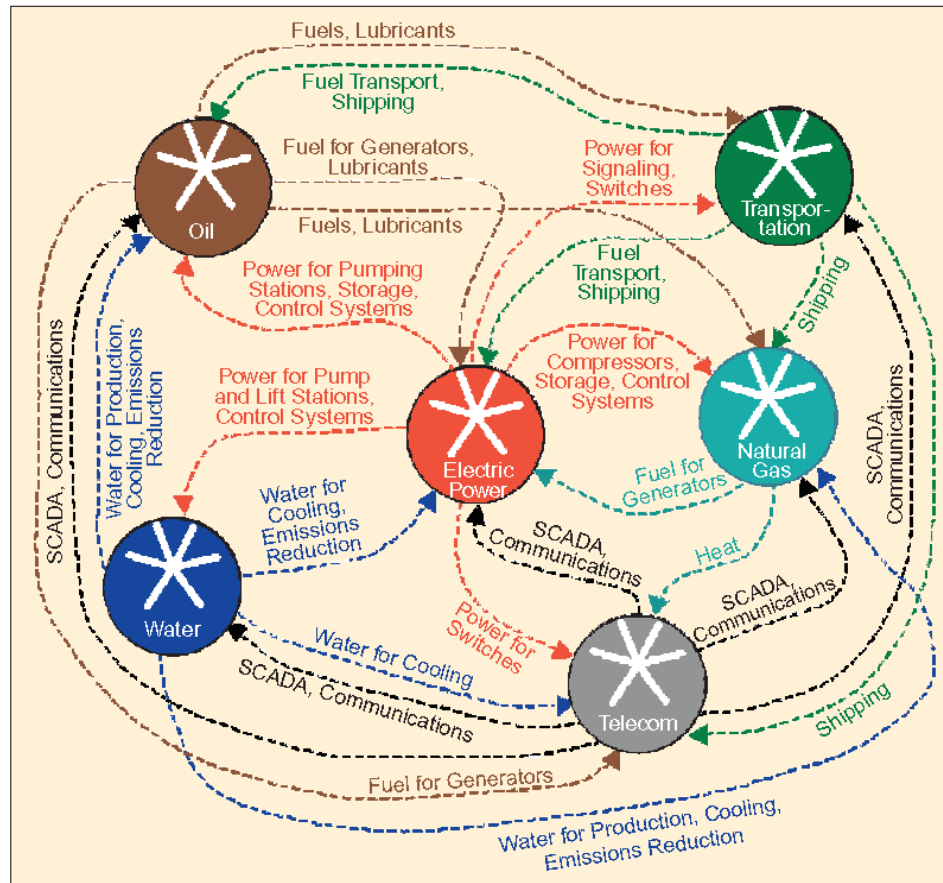 Fuels, Lubricants
Fuel Transport,
Shipping
Fuel for Generators,
Lubricants
Power for
Signaling,
Switches
Oil
Fuels, Lubricants
Transpor-
tation
Fuel
Transport,
Shipping
Shipping
Power for Pumping
Stations, Storage,
Control Systems
Power for
Compressors,
Storage, Control
Systems
Power for Pump
and Lift Stations,
Control Systems
SCADA, Communications
Water for Production,
Cooling, Emissions
Reduction
SCADA,
Communications
Electric
Power
Natural
Gas
Fuel for
Generators
Water for
Cooling,
Emissions
Reduction
SCADA,
Communications
Heat
SCADA,
Communications
Water
Power for
Switches
Water for Cooling
SCADA, Communications
Telecom
Shipping
Fuel for Generators
Water for Production, Cooling,
Emissions Reduction